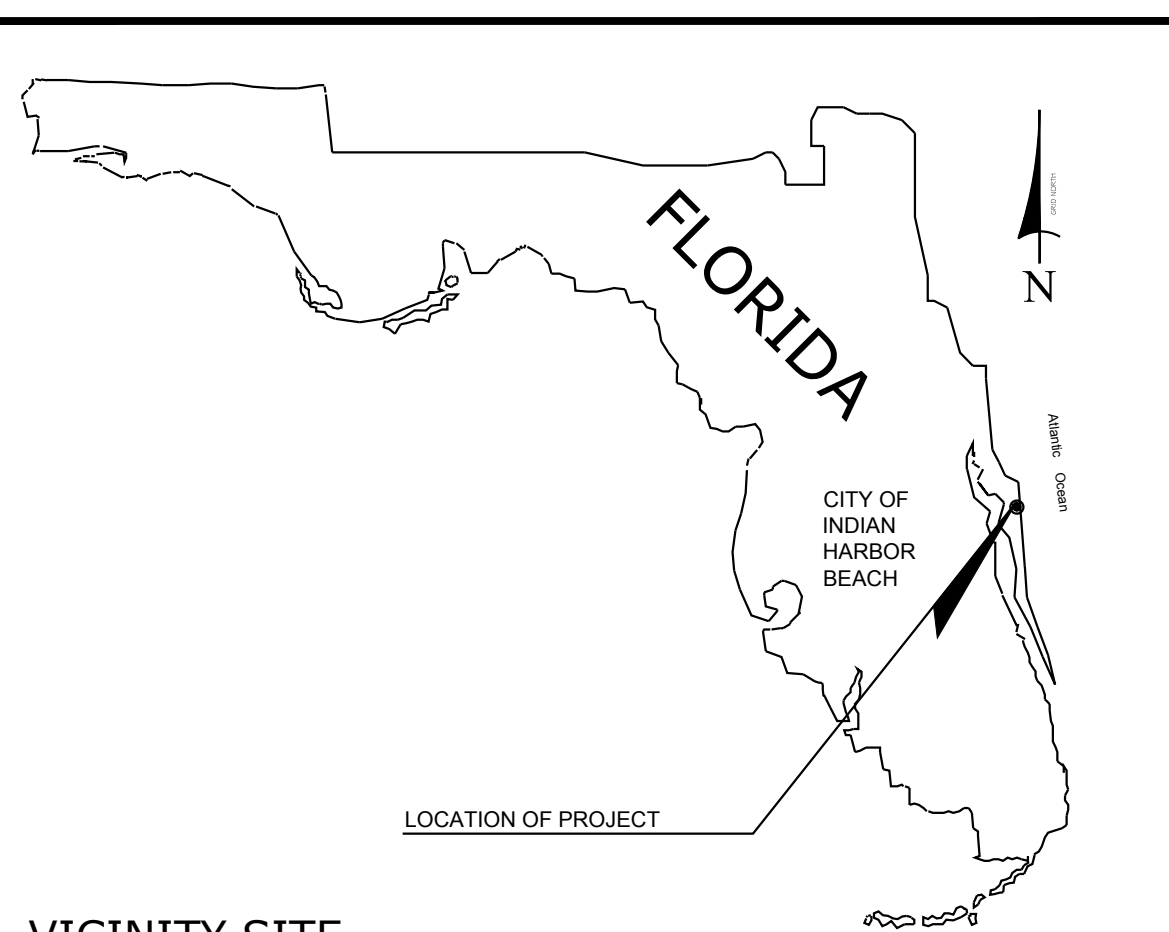 FLORIDA
GRID NORTH
N
Atlantic Ocean
CITY OF
INDIAN
HARBOR
BEACH
LOCATION OF PROJECT
VICINITY SITE